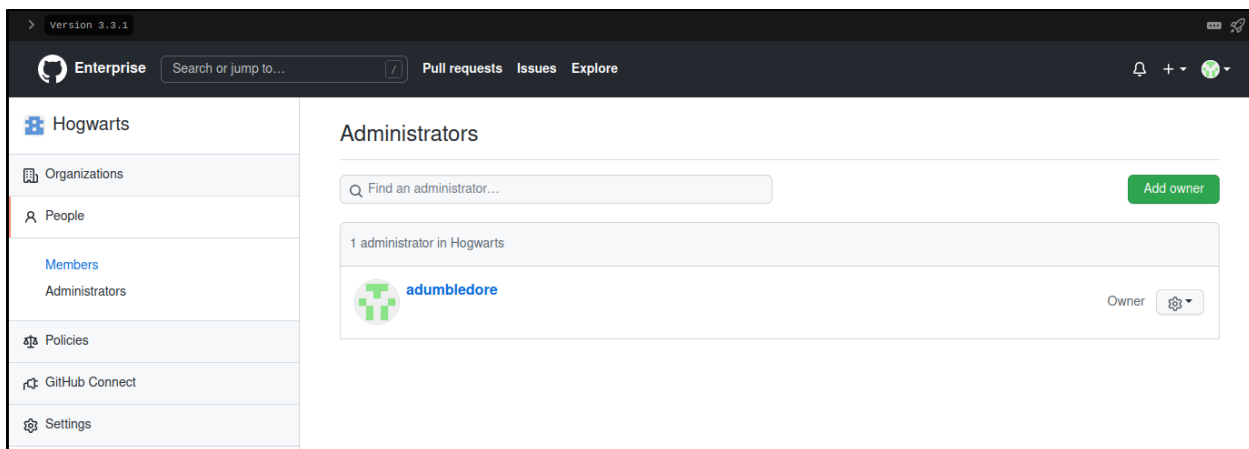 Version 3.3.1
Enterprise Search or jump to... / Pull requests Issues Explore
Hogwarts
Organizations
People
Members
Administrators
Policies
GitHub Connect
Settings
Administrators
Find an administrator...
Add owner
1 administrator in Hogwarts
adumbledore
Owner